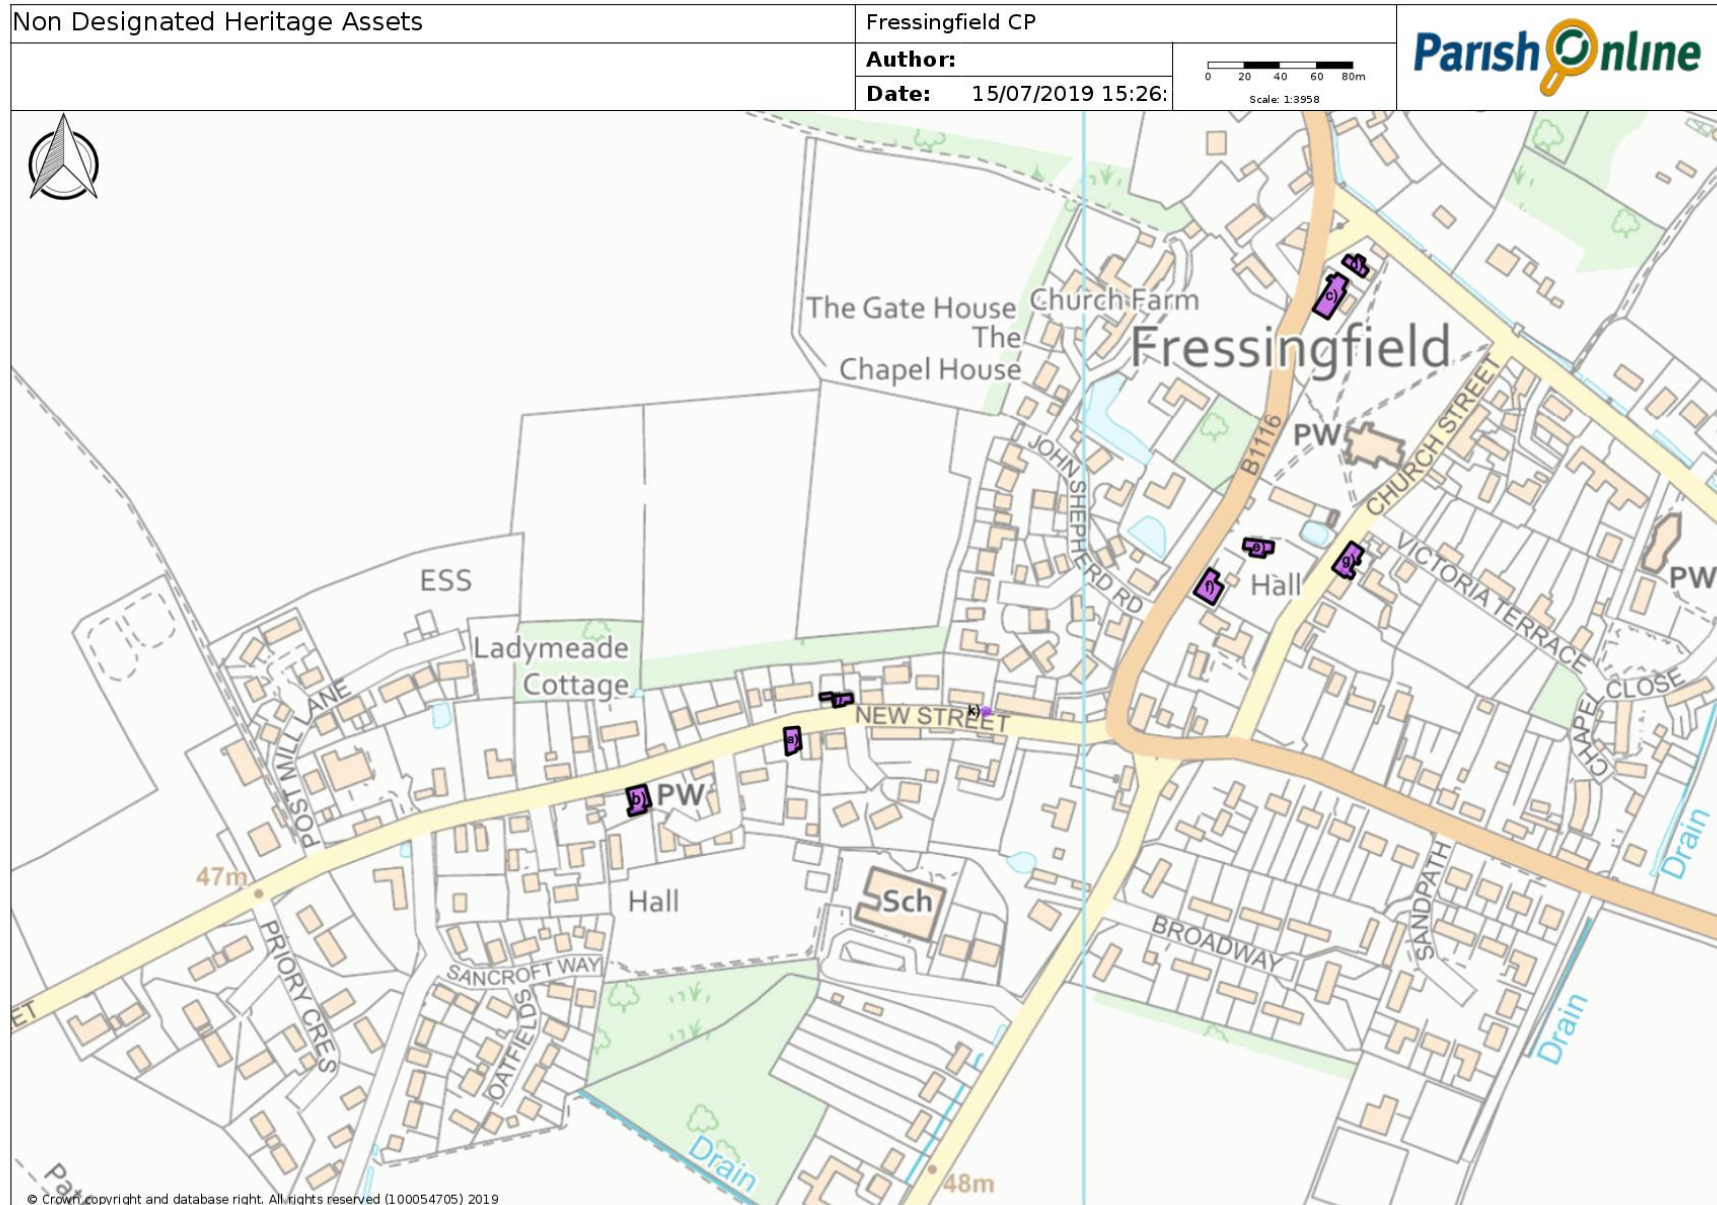 Non Designated Heritage Assets
Fressingfield CP
Author:
Date: 15/07/2019 15:26:
0 20 40 60 80m
Scale: 1:3958
Parish Online
The Gate House
Church Farm
The
Chapel House
Fressingfield
c)
B1116
PW
CHURCH STREET
JOHN SHEPHERD RD
e)
f)
g)
Hall
VICTORIA TERRACE
PW
ESS
Ladymeade
Cottage
POST MILL LANE
NEW STREET
k)
a)
b)
PW
CHAPEL CLOSE
47m
Hall
Sch
BROADWAY
SANDPATH
Drain
PRIORY CRES
SANCROFT WAY
OATFIELDS
ET
Drain
Drain
48m
© Crown copyright and database right. All rights reserved (100054705) 2019